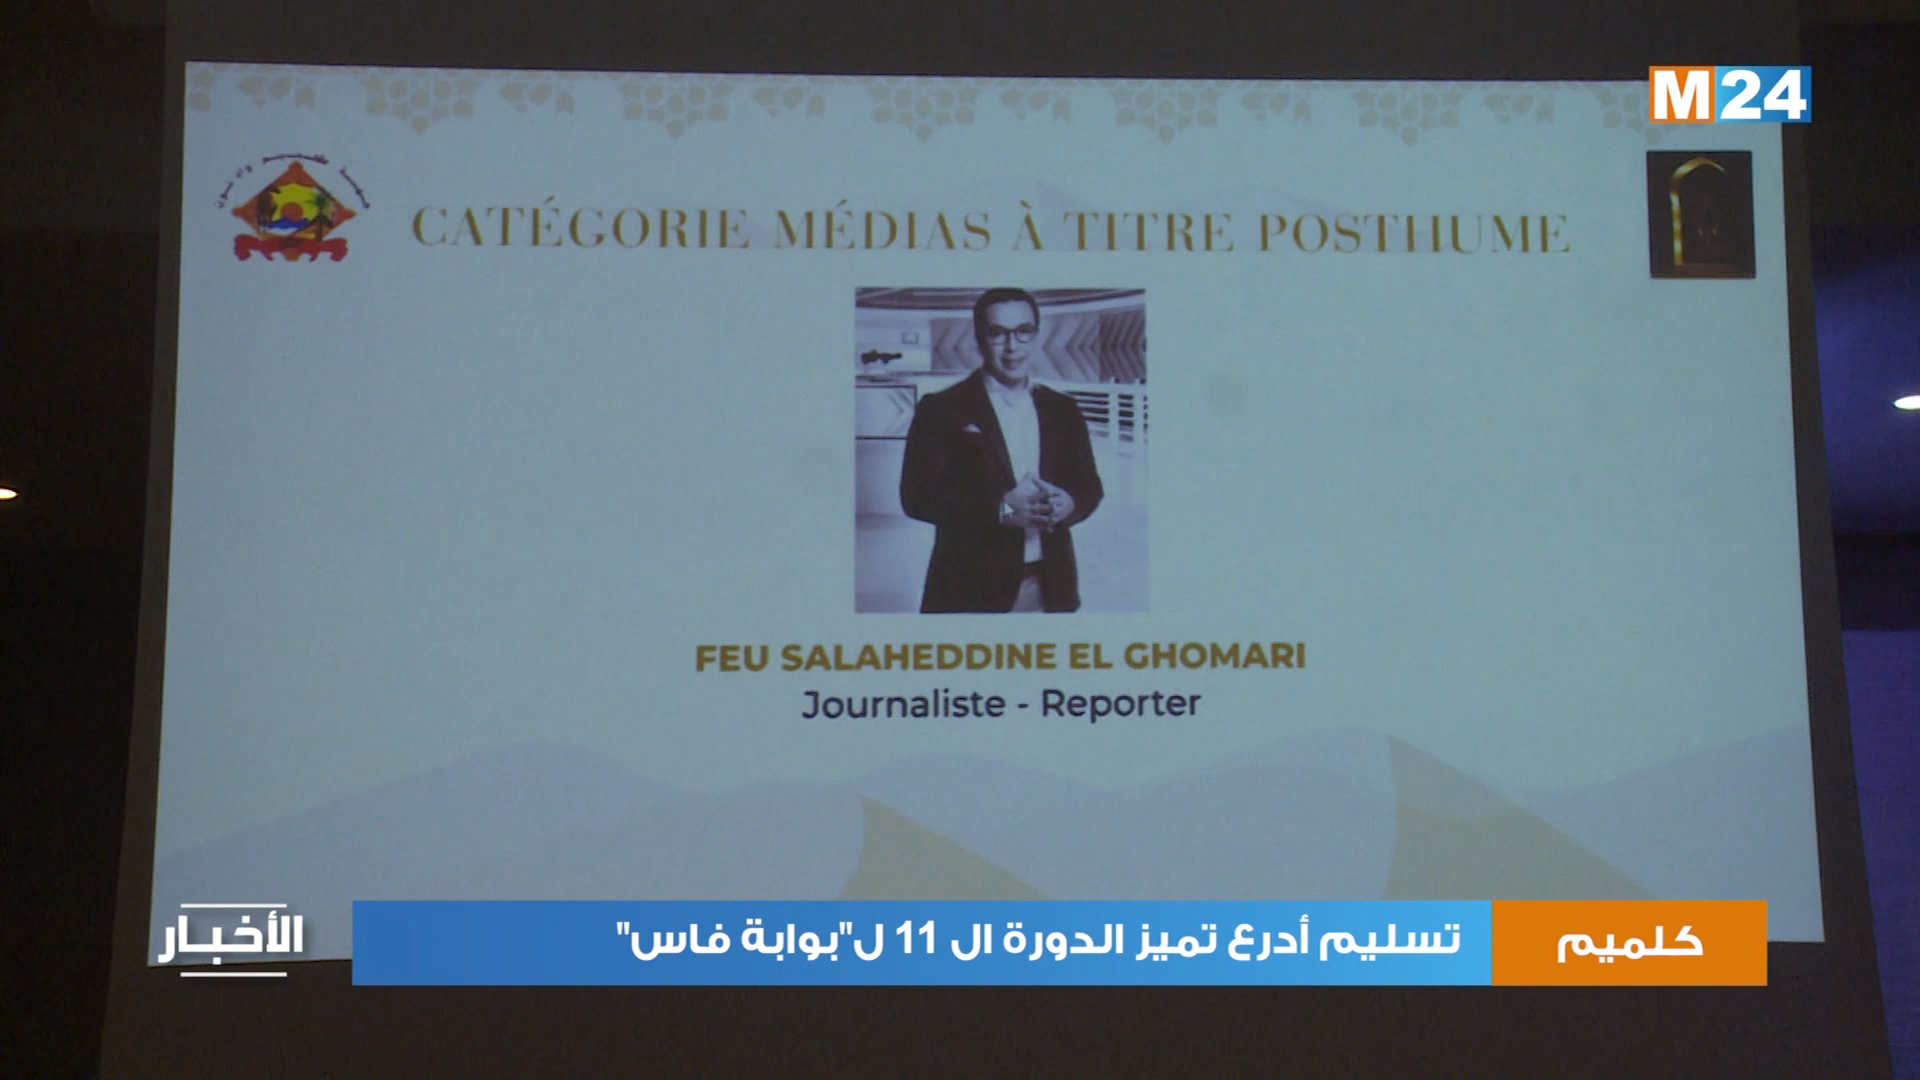 M24
CATÉGORIE MÉDIAS À TITRE POSTHUME
FEU SALAHEDDINE EL GHOMARI
Journaliste - Reporter
كلميم
تسليم أدرع تميز الدورة ال 11 ل"بوابة فاس"
الأخبار